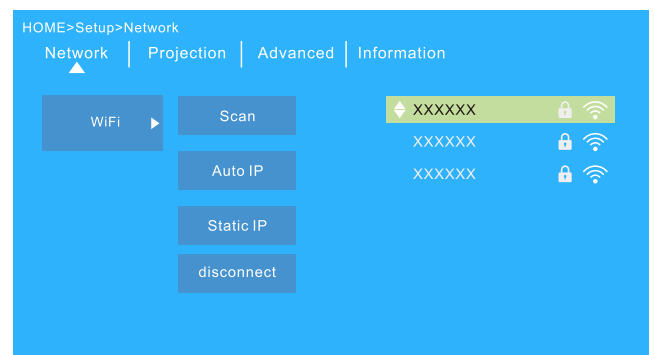 HOME>Setup>Network
Network Projection Advanced Information
WiFi Scan XXXXXX
XXXXXX
Auto IP XXXXXX
Static IP
disconnect